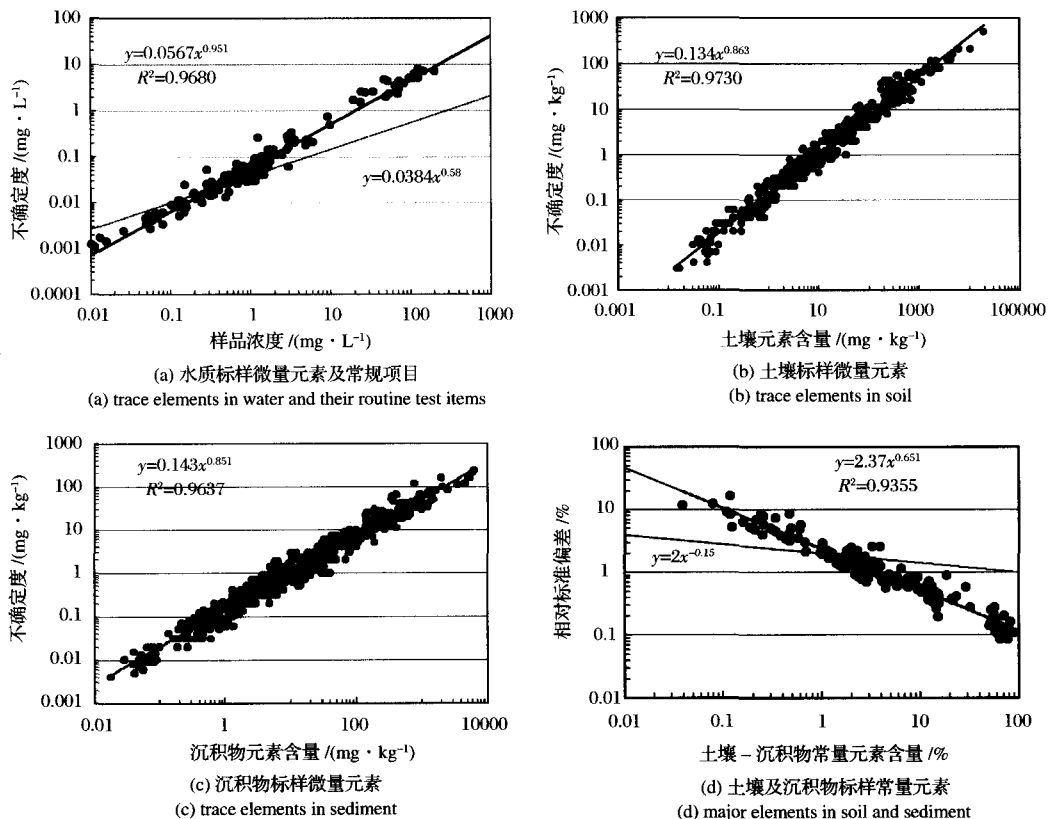 100
10
1
0.1
0.01
0.001
0.0001
不确定度 /(mg · L⁻¹)
y=0.0567x^0.951
R²=0.9680
y=0.0384x^0.58
0.01 0.1 1 10 100 1000
样品浓度 /(mg · L⁻¹)
(a) 水质标样微量元素及常规项目
(a) trace elements in water and their routine test items
1000
100
10
1
0.1
0.01
0.001
不确定度 /(mg · kg⁻¹)
y=0.134x^0.863
R²=0.9730
0.001 0.1 10 1000 100000
土壤元素含量 /(mg · kg⁻¹)
(b) 土壤标样微量元素
(b) trace elements in soil
1000
100
10
1
0.1
0.01
0.001
不确定度 /(mg · kg⁻¹)
y=0.143x^0.851
R²=0.9637
0.01 1 100 10000
沉积物元素含量 /(mg · kg⁻¹)
(c) 沉积物标样微量元素
(c) trace elements in sediment
100
10
1
0.1
0.01
相对标准偏差 /%
y=2.37x^0.651
R²=0.9355
y=2x^-0.15
0.01 0.1 1 10 100
土壤 – 沉积物常量元素含量 /%
(d) 土壤及沉积物标样常量元素
(d) major elements in soil and sediment